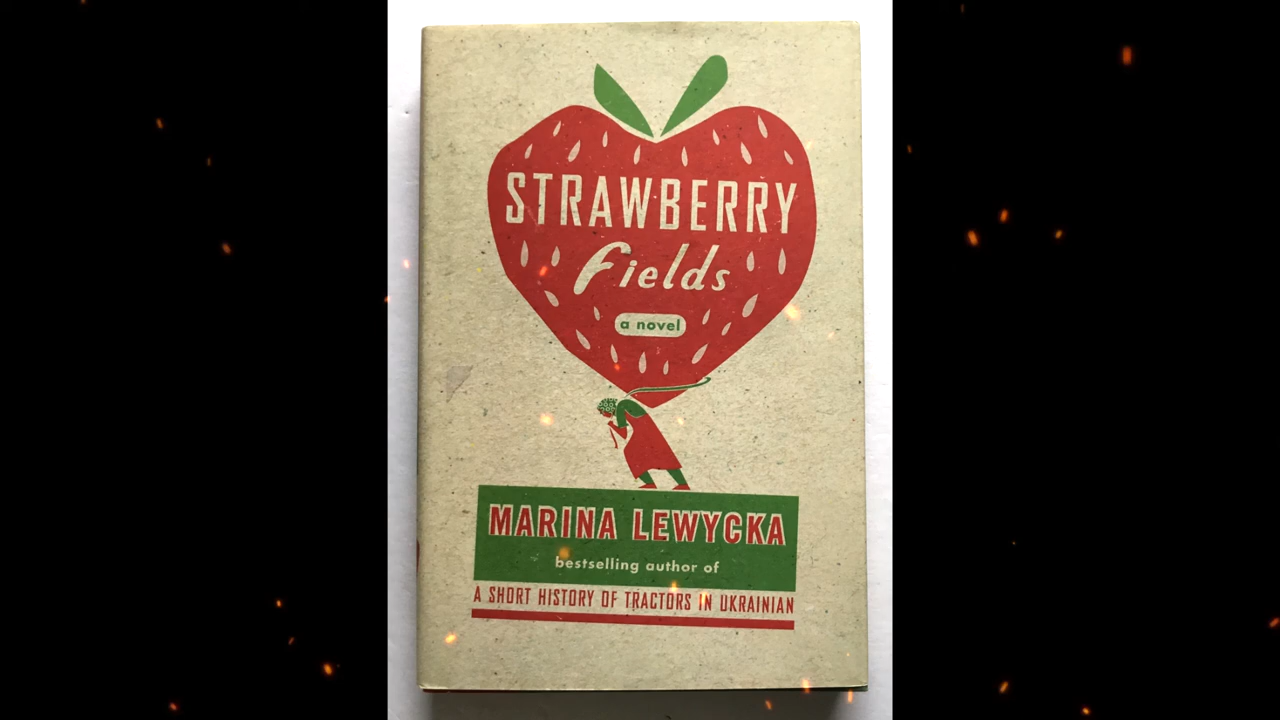 STRAWBERRY
fields
a novel
MARINA LEWYCKA
bestselling author of
A SHORT HISTORY OF TRACTORS IN UKRAINIAN